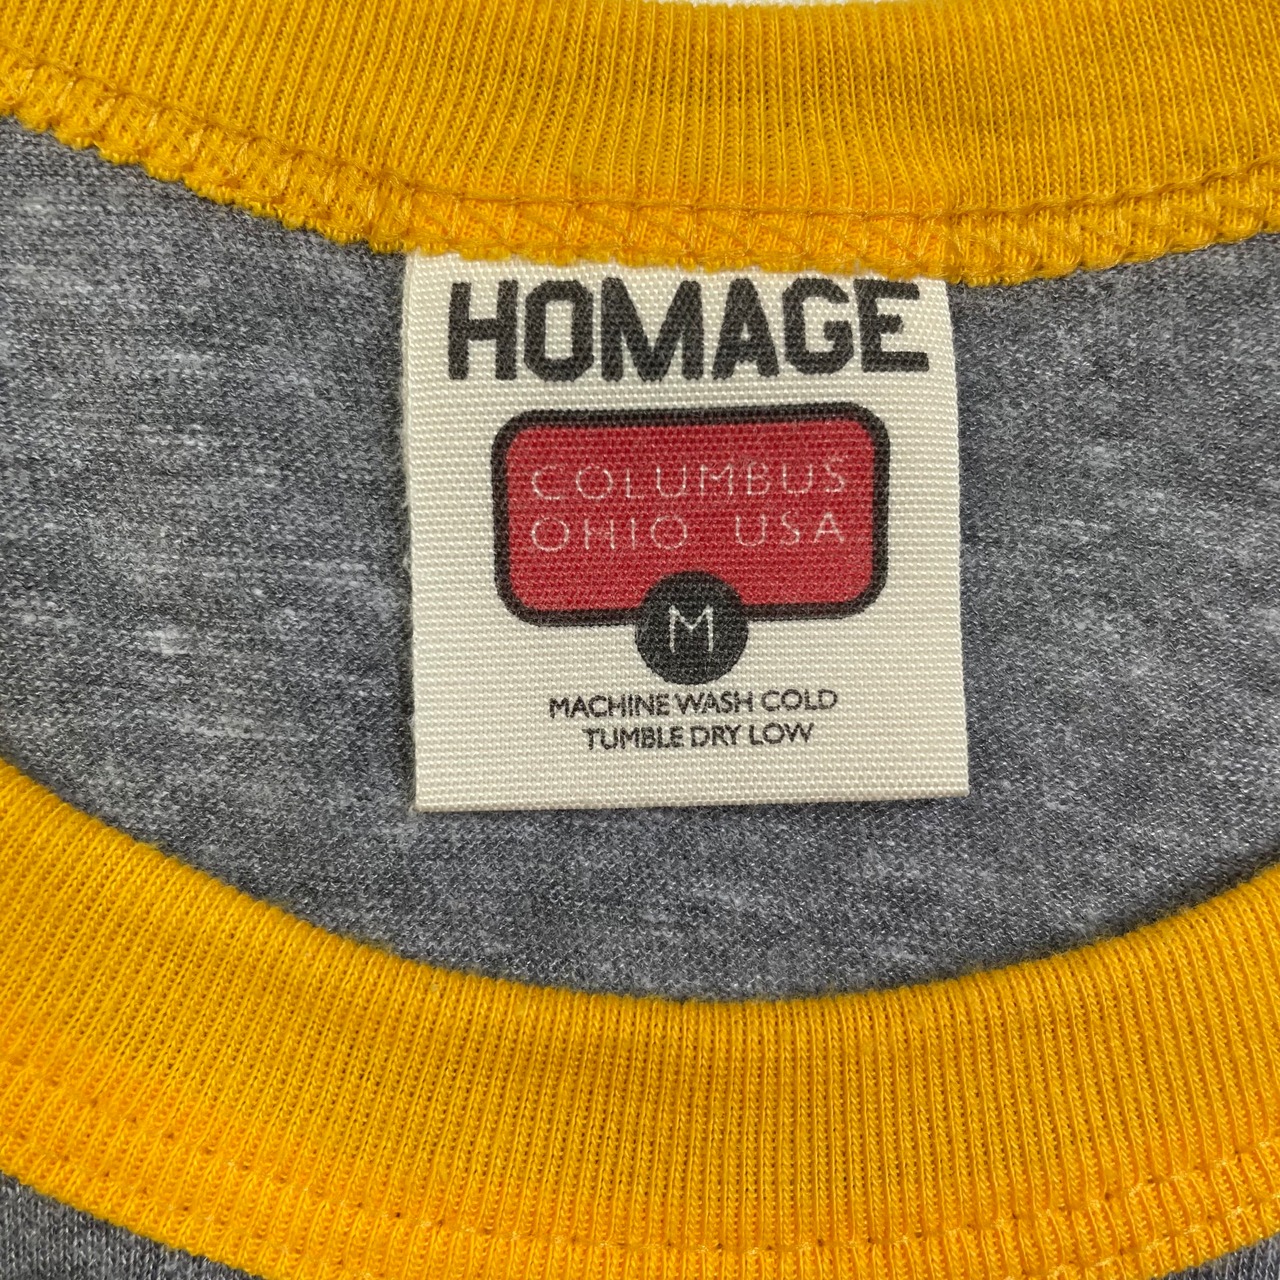 HOMAGE
COLUMBUS
OHIO USA
M
MACHINE WASH COLD
TUMBLE DRY LOW